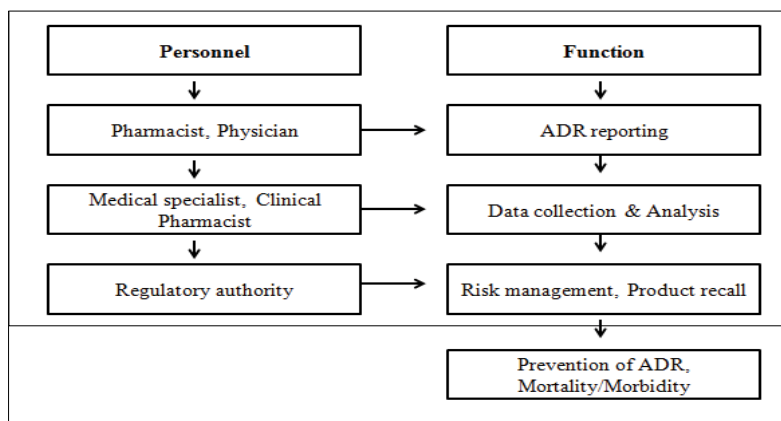 Personnel
Function
Pharmacist, Physician
ADR reporting
Medical specialist, Clinical
Pharmacist
Data collection & Analysis
Regulatory authority
Risk management, Product recall
Prevention of ADR,
Mortality/Morbidity